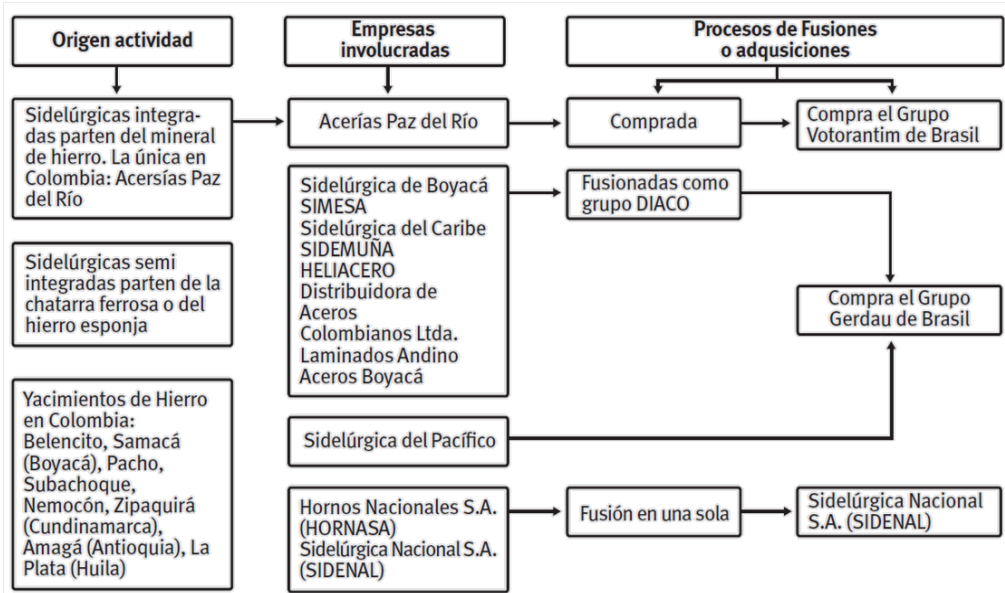 Origen actividad
Empresas
involucradas
Procesos de Fusiones
o adqusiciones
Sidelúrgicas integra-
das parten del mineral
de hierro. La única en
Colombia: Acersías Paz
del Río
Acerías Paz del Río
Comprada
Compra el Grupo
Votorantim de Brasil
Sidelúrgicas semi
integradas parten de la
chatarra ferrosa o del
hierro esponja
Sidelúrgica de Boyacá
SIMESA
Sidelúrgica del Caribe
SIDEMUÑA
HELIACERO
Distribuidora de
Aceros
Colombianos Ltda.
Laminados Andino
Aceros Boyacá
Fusionadas como
grupo DIACO
Compra el Grupo
Gerdau de Brasil
Yacimientos de Hierro
en Colombia:
Belencito, Samacá
(Boyacá), Pacho,
Subachoque,
Nemocón, Zipaquirá
(Cundinamarca),
Amagá (Antioquia), La
Plata (Huila)
Sidelúrgica del Pacífico
Hornos Nacionales S.A.
(HORNASA)
Sidelúrgica Nacional S.A.
(SIDENAL)
Fusión en una sola
Sidelúrgica Nacional
S.A. (SIDENAL)